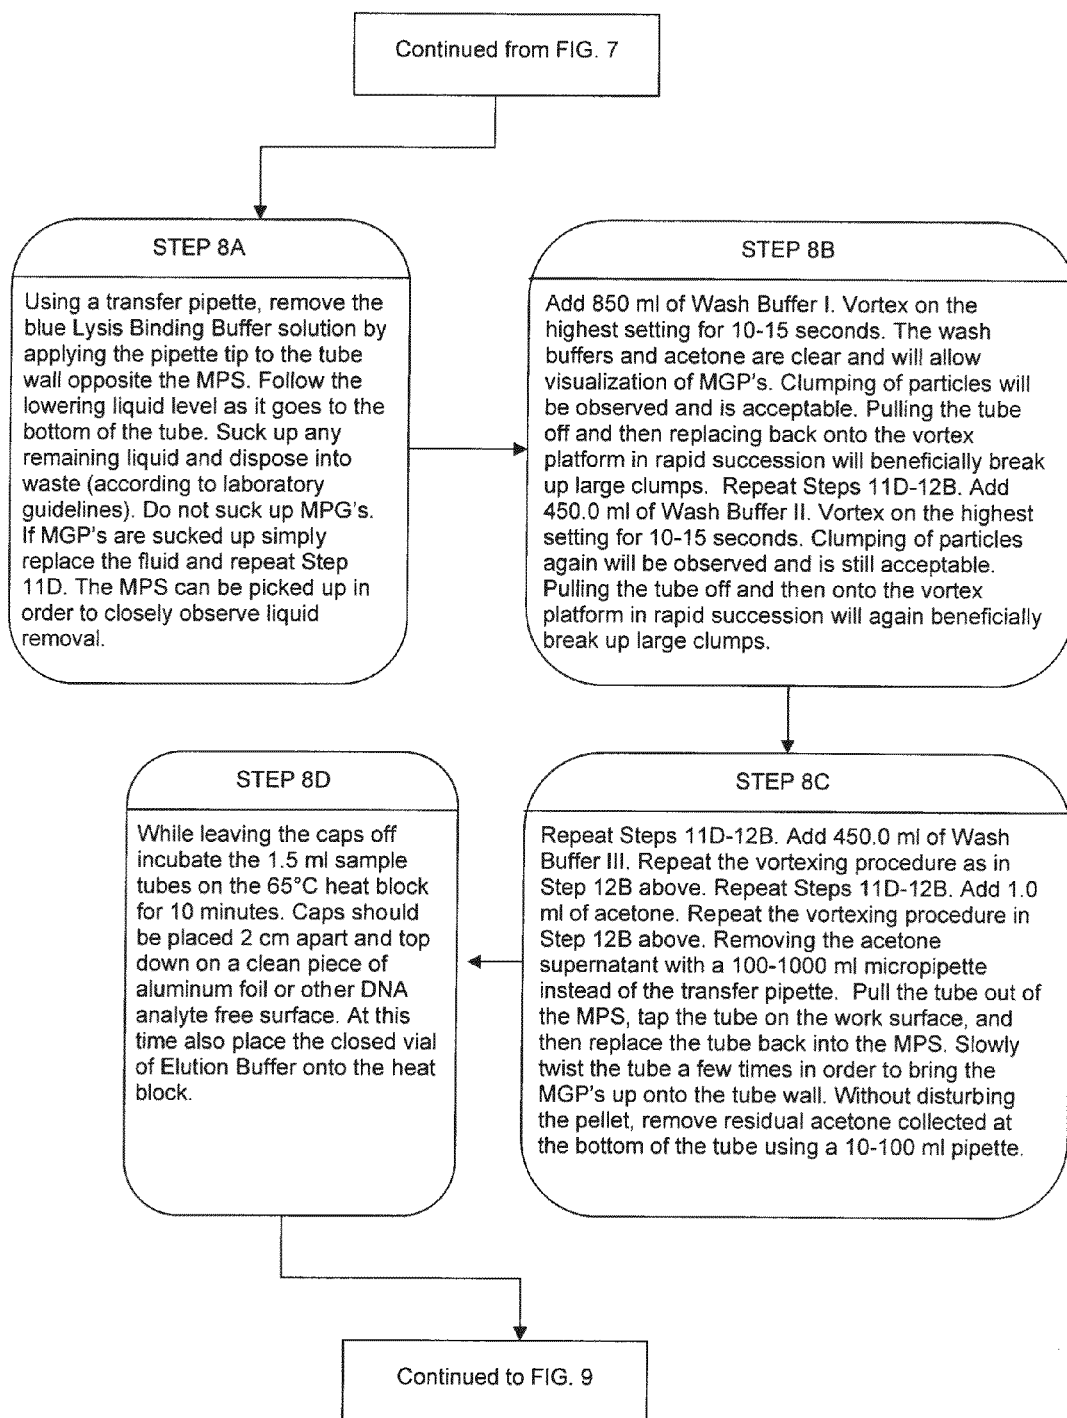 Continued from FIG. 7
STEP 8A
Using a transfer pipette, remove the
blue Lysis Binding Buffer solution by
applying the pipette tip to the tube
wall opposite the MPS. Follow the
lowering liquid level as it goes to the
bottom of the tube. Suck up any
remaining liquid and dispose into
waste (according to laboratory
guidelines). Do not suck up MPG's.
If MGP's are sucked up simply
replace the fluid and repeat Step
11D. The MPS can be picked up in
order to closely observe liquid
removal.
STEP 8B
Add 850 ml of Wash Buffer I. Vortex on the
highest setting for 10-15 seconds. The wash
buffers and acetone are clear and will allow
visualization of MGP's. Clumping of particles will
be observed and is acceptable. Pulling the tube
off and then replacing back onto the vortex
platform in rapid succession will beneficially break
up large clumps.  Repeat Steps 11D-12B. Add
450.0 ml of Wash Buffer II. Vortex on the highest
setting for 10-15 seconds. Clumping of particles
again will be observed and is still acceptable.
Pulling the tube off and then onto the vortex
platform in rapid succession will again beneficially
break up large clumps.
STEP 8C
Repeat Steps 11D-12B. Add 450.0 ml of Wash
Buffer III. Repeat the vortexing procedure as in
Step 12B above. Repeat Steps 11D-12B. Add 1.0
ml of acetone. Repeat the vortexing procedure in
Step 12B above. Removing the acetone
supernatant with a 100-1000 ml micropipette
instead of the transfer pipette.  Pull the tube out of
the MPS, tap the tube on the work surface, and
then replace the tube back into the MPS. Slowly
twist the tube a few times in order to bring the
MGP's up onto the tube wall. Without disturbing
the pellet, remove residual acetone collected at
the bottom of the tube using a 10-100 ml pipette.
STEP 8D
While leaving the caps off
incubate the 1.5 ml sample
tubes on the 65°C heat block
for 10 minutes. Caps should
be placed 2 cm apart and top
down on a clean piece of
aluminum foil or other DNA
analyte free surface. At this
time also place the closed vial
of Elution Buffer onto the heat
block.
Continued to FIG. 9